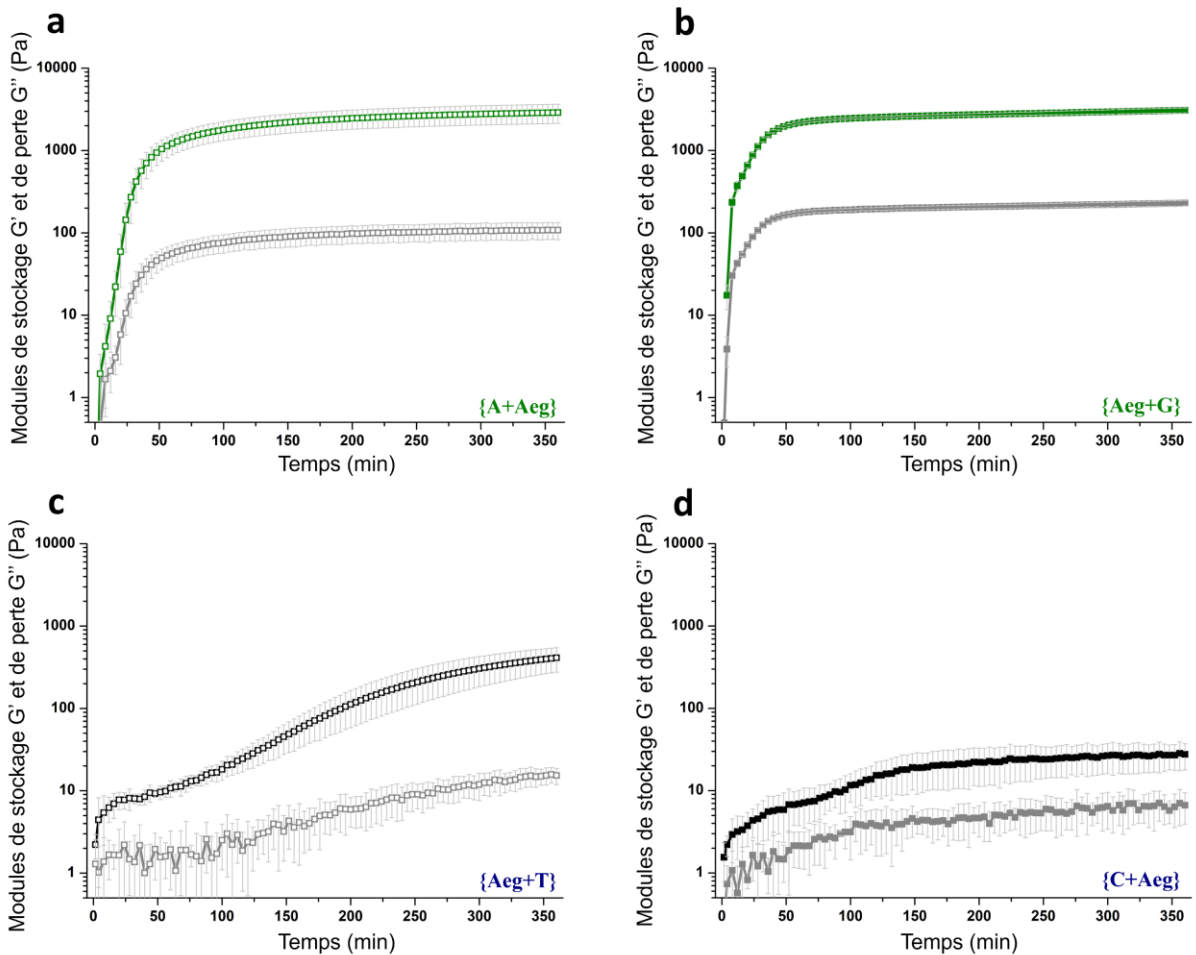 a
Modules de stockage G' et de perte G'' (Pa)
10000
1000
100
10
1
0 50 100 150 200 250 300 350
Temps (min)
{A+Aeg}
b
Modules de stockage G' et de perte G'' (Pa)
10000
1000
100
10
1
0 50 100 150 200 250 300 350
Temps (min)
{Aeg+G}
c
Modules de stockage G' et de perte G'' (Pa)
10000
1000
100
10
1
0 50 100 150 200 250 300 350
Temps (min)
{Aeg+T}
d
Modules de stockage G' et de perte G'' (Pa)
10000
1000
100
10
1
0 50 100 150 200 250 300 350
Temps (min)
{C+Aeg}